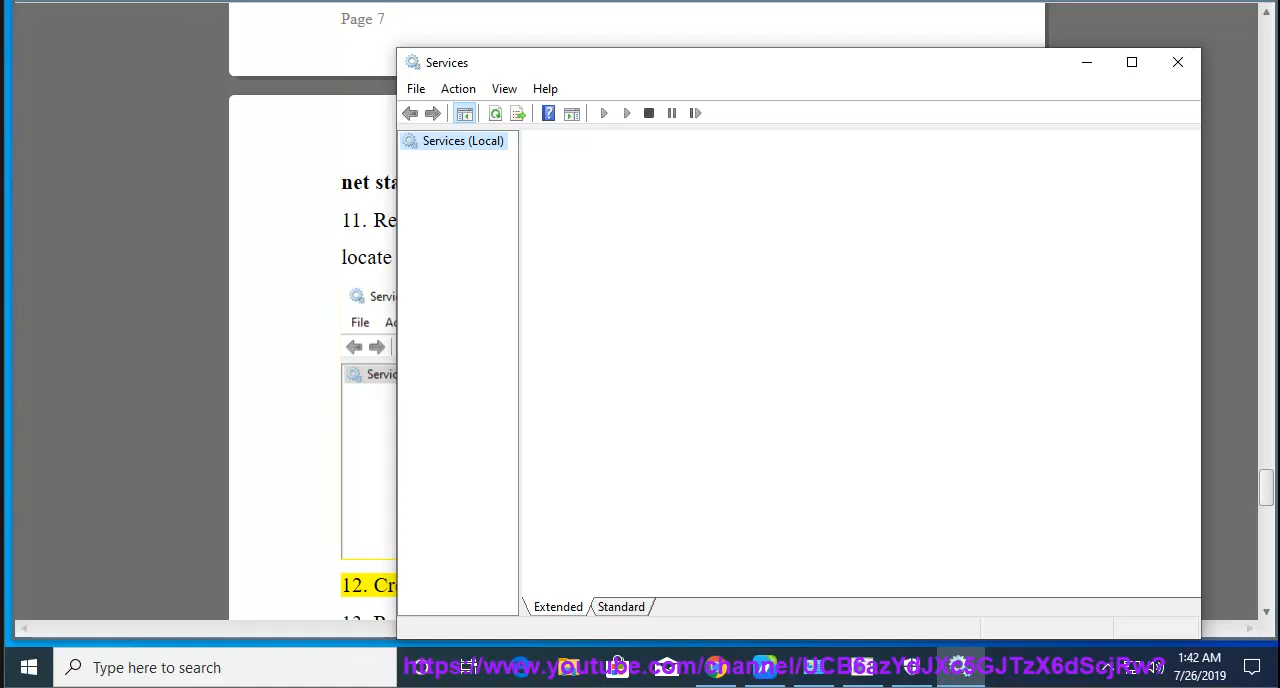 Page 7
Services
File Action View Help
Services (Local)
net sta
11. Re
locate
Servi
File Ac
Servic
12. Cr
Extended Standard
Type here to search
1:42 AM
7/26/2019